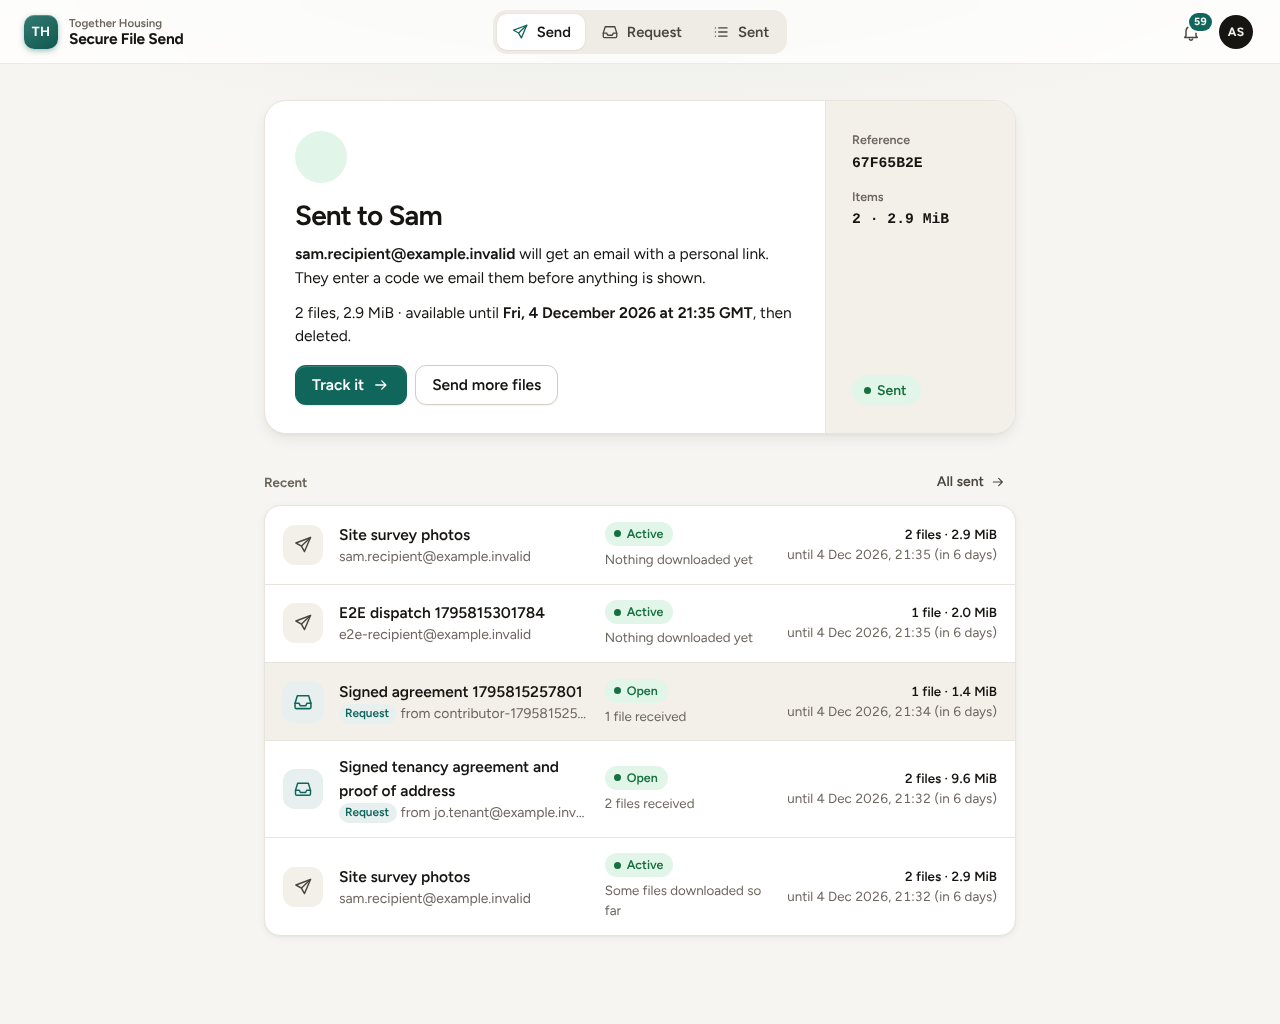 TH
Together Housing
Secure File Send
Send
Request
Sent
59
AS
Sent to Sam
sam.recipient@example.invalid will get an email with a personal link.
They enter a code we email them before anything is shown.
2 files, 2.9 MiB · available until Fri, 4 December 2026 at 21:35 GMT, then
deleted.
Track it →
Send more files
Reference
67F65B2E
Items
2 · 2.9 MiB
Sent
Recent
All sent →
Site survey photos
sam.recipient@example.invalid
Active
Nothing downloaded yet
2 files · 2.9 MiB
until 4 Dec 2026, 21:35 (in 6 days)
E2E dispatch 1795815301784
e2e-recipient@example.invalid
Active
Nothing downloaded yet
1 file · 2.0 MiB
until 4 Dec 2026, 21:35 (in 6 days)
Signed agreement 1795815257801
Request from contributor-179581525...
Open
1 file received
1 file · 1.4 MiB
until 4 Dec 2026, 21:34 (in 6 days)
Signed tenancy agreement and
proof of address
Request from jo.tenant@example.inv...
Open
2 files received
2 files · 9.6 MiB
until 4 Dec 2026, 21:32 (in 6 days)
Site survey photos
sam.recipient@example.invalid
Active
Some files downloaded so
far
2 files · 2.9 MiB
until 4 Dec 2026, 21:32 (in 6 days)